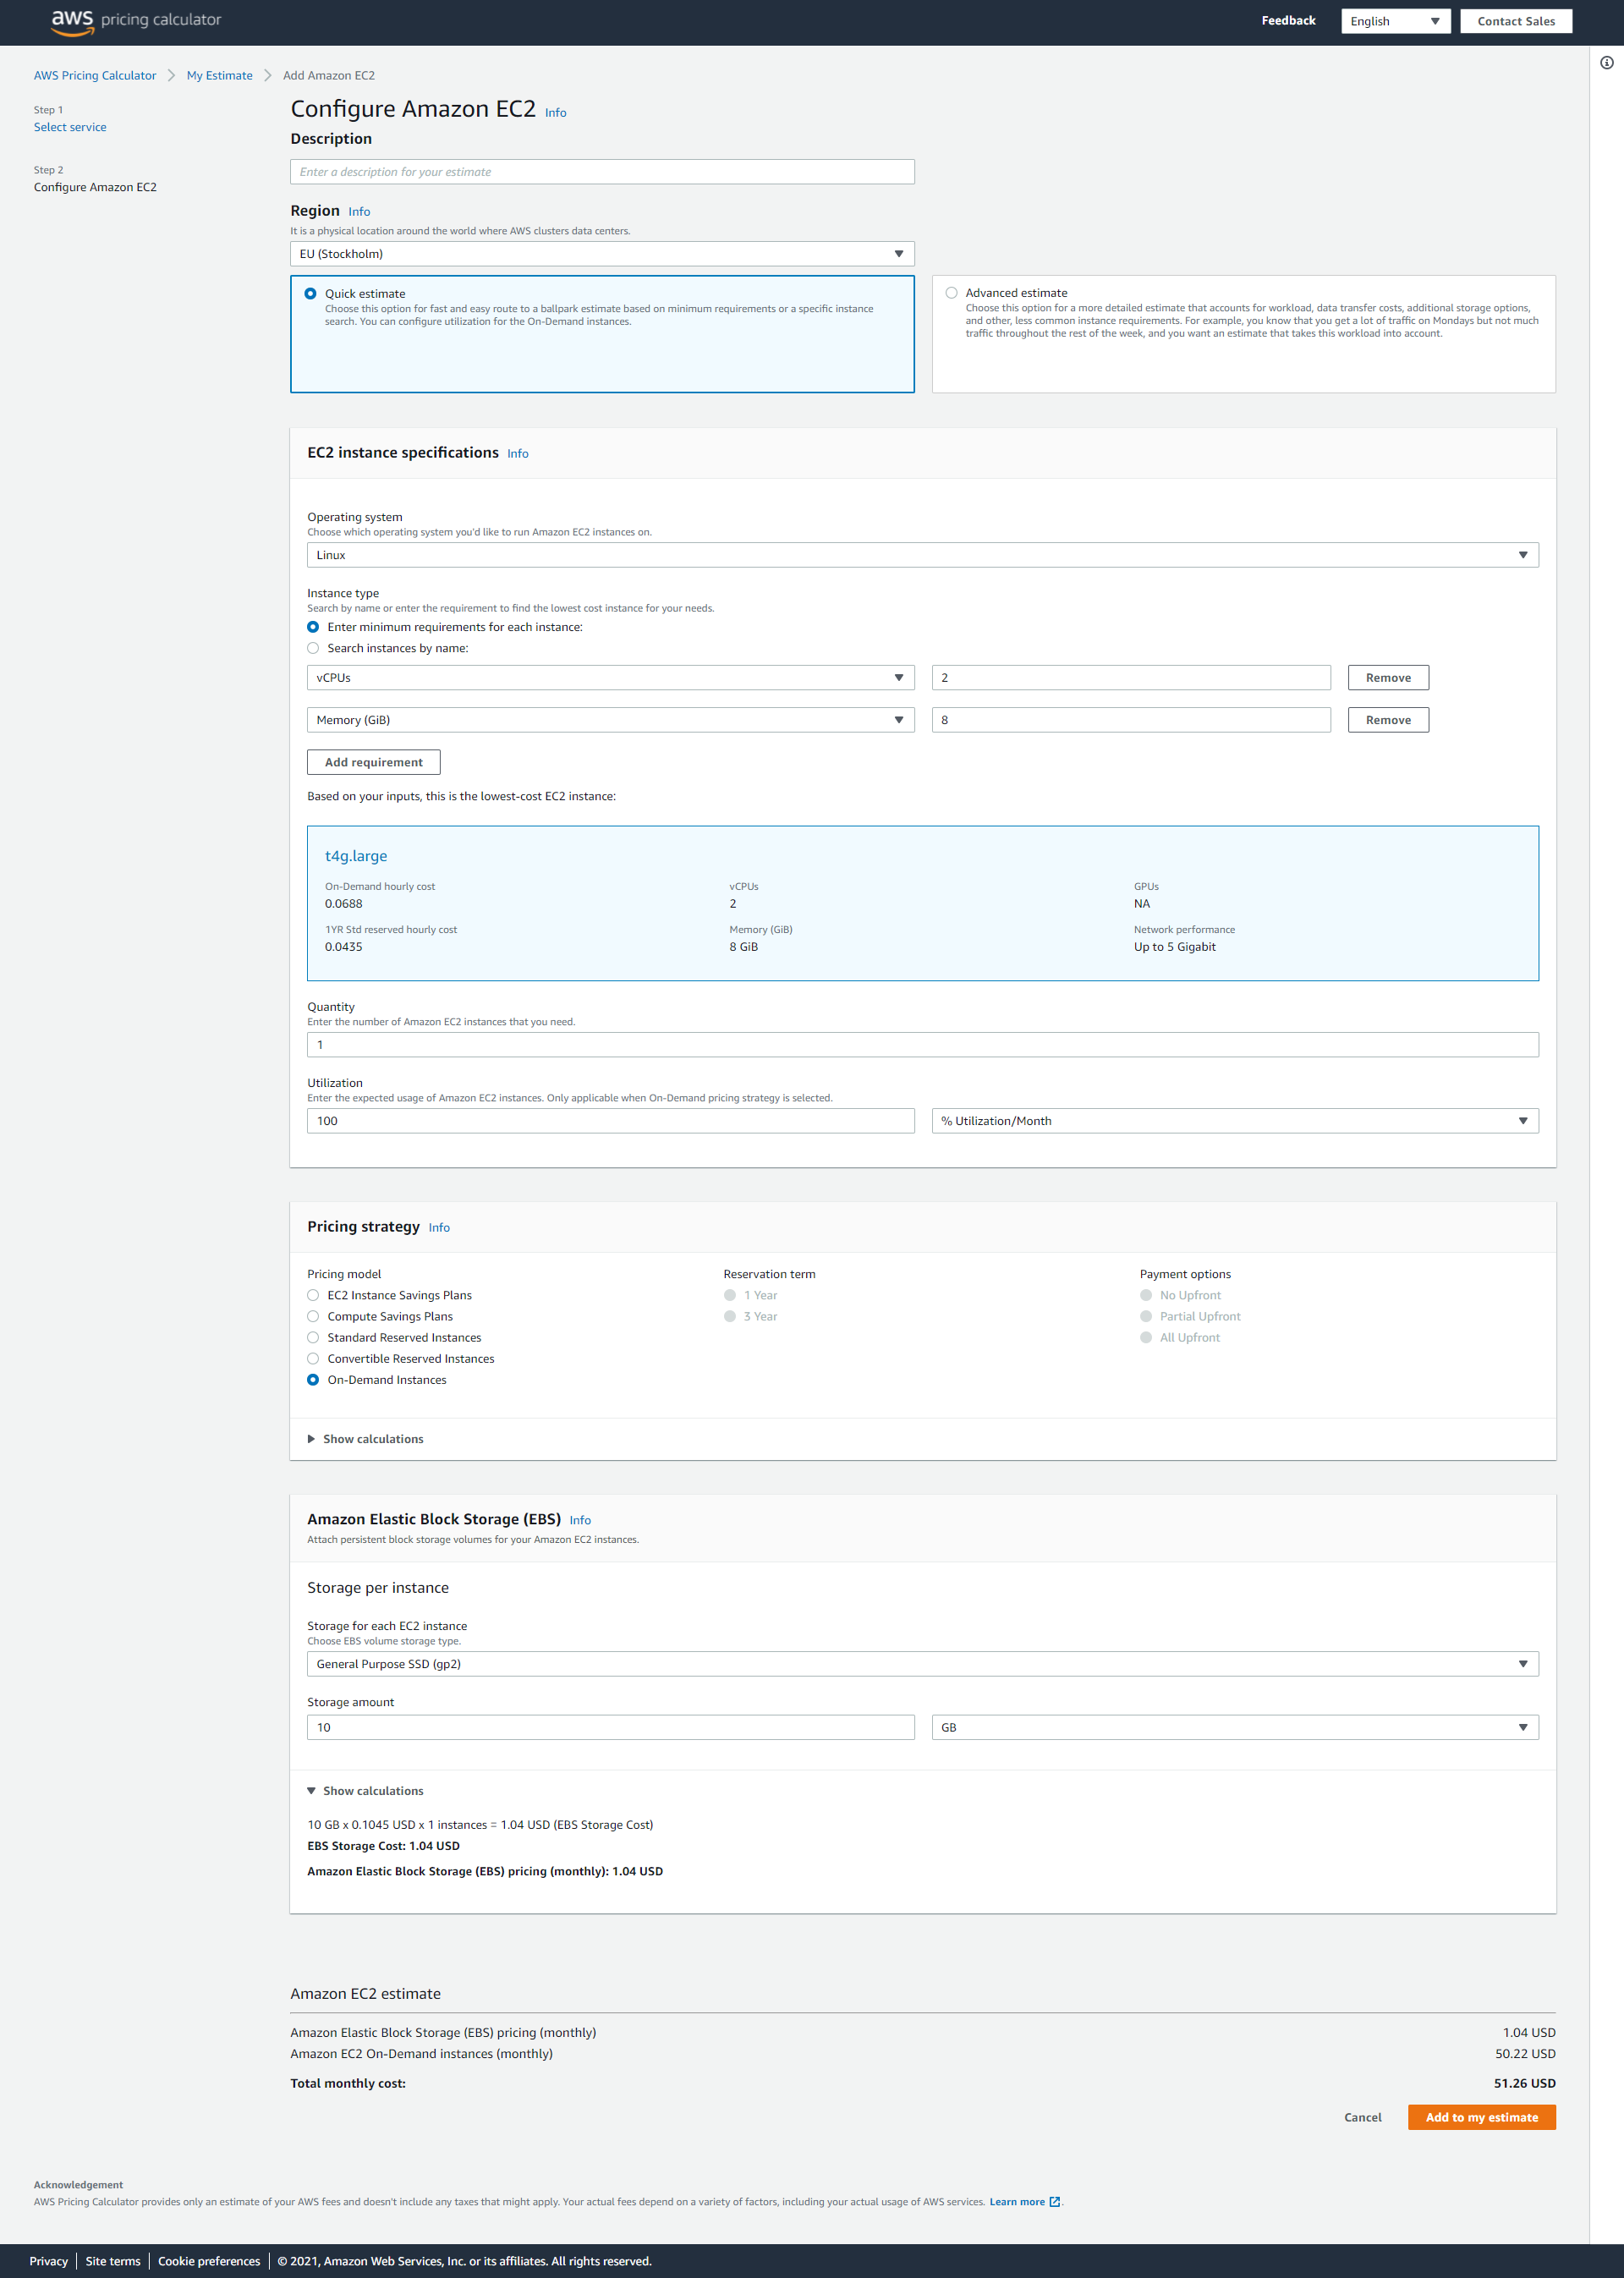 aws pricing calculator
Feedback
English
Contact Sales
AWS Pricing Calculator > My Estimate > Add Amazon EC2
Step 1
Select service
Step 2
Configure Amazon EC2
Configure Amazon EC2 Info
Description
Enter a description for your estimate
Region Info
It is a physical location around the world where AWS clusters data centers.
EU (Stockholm)
Quick estimate
Choose this option for fast and easy route to a ballpark estimate based on minimum requirements or a specific instance
search. You can configure utilization for the On-Demand instances.
Advanced estimate
Choose this option for a more detailed estimate that accounts for workload, data transfer costs, additional storage options,
and other, less common instance requirements. For example, you know that you get a lot of traffic on Mondays but not much
traffic throughout the rest of the week, and you want an estimate that takes this workload into account.
EC2 instance specifications Info
Operating system
Choose which operating system you'd like to run Amazon EC2 instances on.
Linux
Instance type
Search by name or enter the requirement to find the lowest cost instance for your needs.
Enter minimum requirements for each instance:
Search instances by name:
vCPUs 2 Remove
Memory (GiB) 8 Remove
Add requirement
Based on your inputs, this is the lowest-cost EC2 instance:
t4g.large
On-Demand hourly cost vCPUs GPUs
0.0688 2 NA
1YR Std reserved hourly cost Memory (GiB) Network performance
0.0435 8 GiB Up to 5 Gigabit
Quantity
Enter the number of Amazon EC2 instances that you need.
1
Utilization
Enter the expected usage of Amazon EC2 instances. Only applicable when On-Demand pricing strategy is selected.
100 % Utilization/Month
Pricing strategy Info
Pricing model Reservation term Payment options
EC2 Instance Savings Plans 1 Year No Upfront
Compute Savings Plans 3 Year Partial Upfront
Standard Reserved Instances All Upfront
Convertible Reserved Instances
On-Demand Instances
Show calculations
Amazon Elastic Block Storage (EBS) Info
Attach persistent block storage volumes for your Amazon EC2 instances.
Storage per instance
Storage for each EC2 instance
Choose EBS volume storage type.
General Purpose SSD (gp2)
Storage amount
10 GB
Show calculations
10 GB x 0.1045 USD x 1 instances = 1.04 USD (EBS Storage Cost)
EBS Storage Cost: 1.04 USD
Amazon Elastic Block Storage (EBS) pricing (monthly): 1.04 USD
Amazon EC2 estimate
Amazon Elastic Block Storage (EBS) pricing (monthly) 1.04 USD
Amazon EC2 On-Demand instances (monthly) 50.22 USD
Total monthly cost: 51.26 USD
Cancel Add to my estimate
Acknowledgement
AWS Pricing Calculator provides only an estimate of your AWS fees and doesn't include any taxes that might apply. Your actual fees depend on a variety of factors, including your actual usage of AWS services. Learn more .
Privacy | Site terms | Cookie preferences | © 2021, Amazon Web Services, Inc. or its affiliates. All rights reserved.